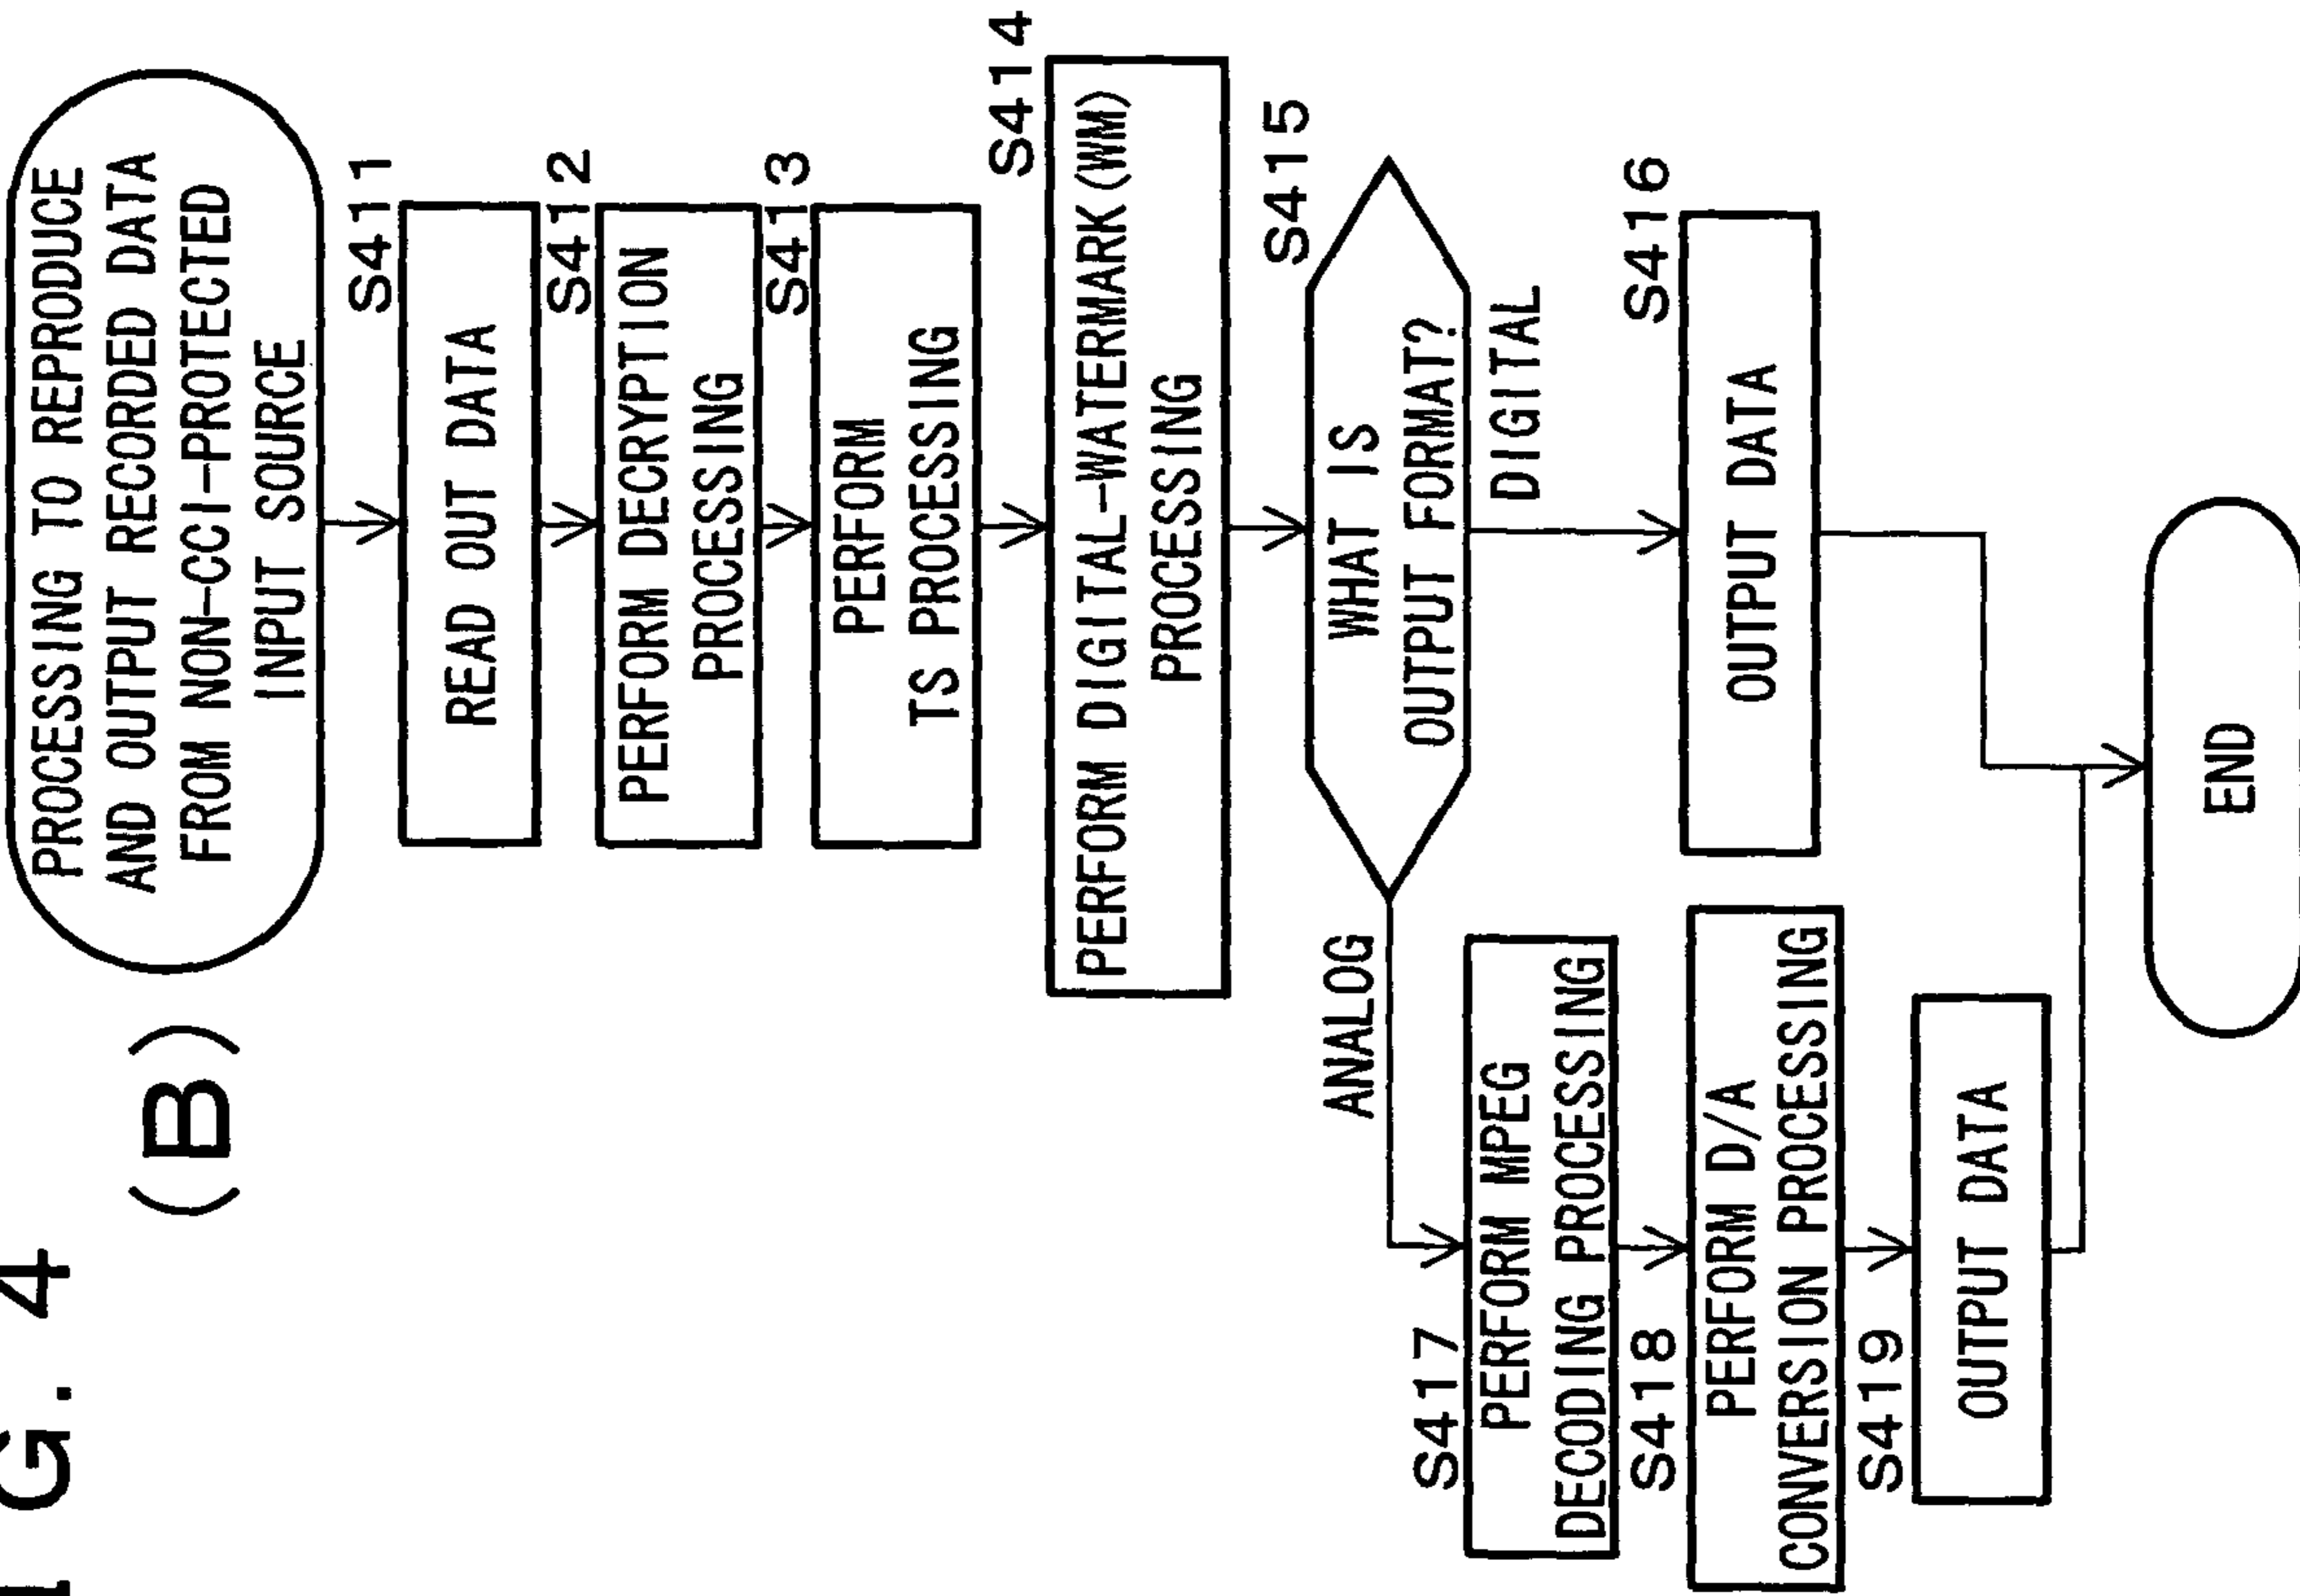 IG. 4
(B)
PROCESSING TO REPRODUCE
AND OUTPUT RECORDED DATA
FROM NON-CCI-PROTECTED
INPUT SOURCE
S411
READ OUT DATA
S412
PERFORM DECRYPTION
PROCESSING
S413
PERFORM
TS PROCESSING
S414
PERFORM DIGITAL-WATERMARK(WM)
PROCESSING
S415
WHAT IS
OUTPUT FORMAT?
ANALOG
DIGITAL
S416
OUTPUT DATA
S417
PERFORM MPEG
DECODING PROCESSING
S418
PERFORM D/A
CONVERSION PROCESSING
S419
OUTPUT DATA
END